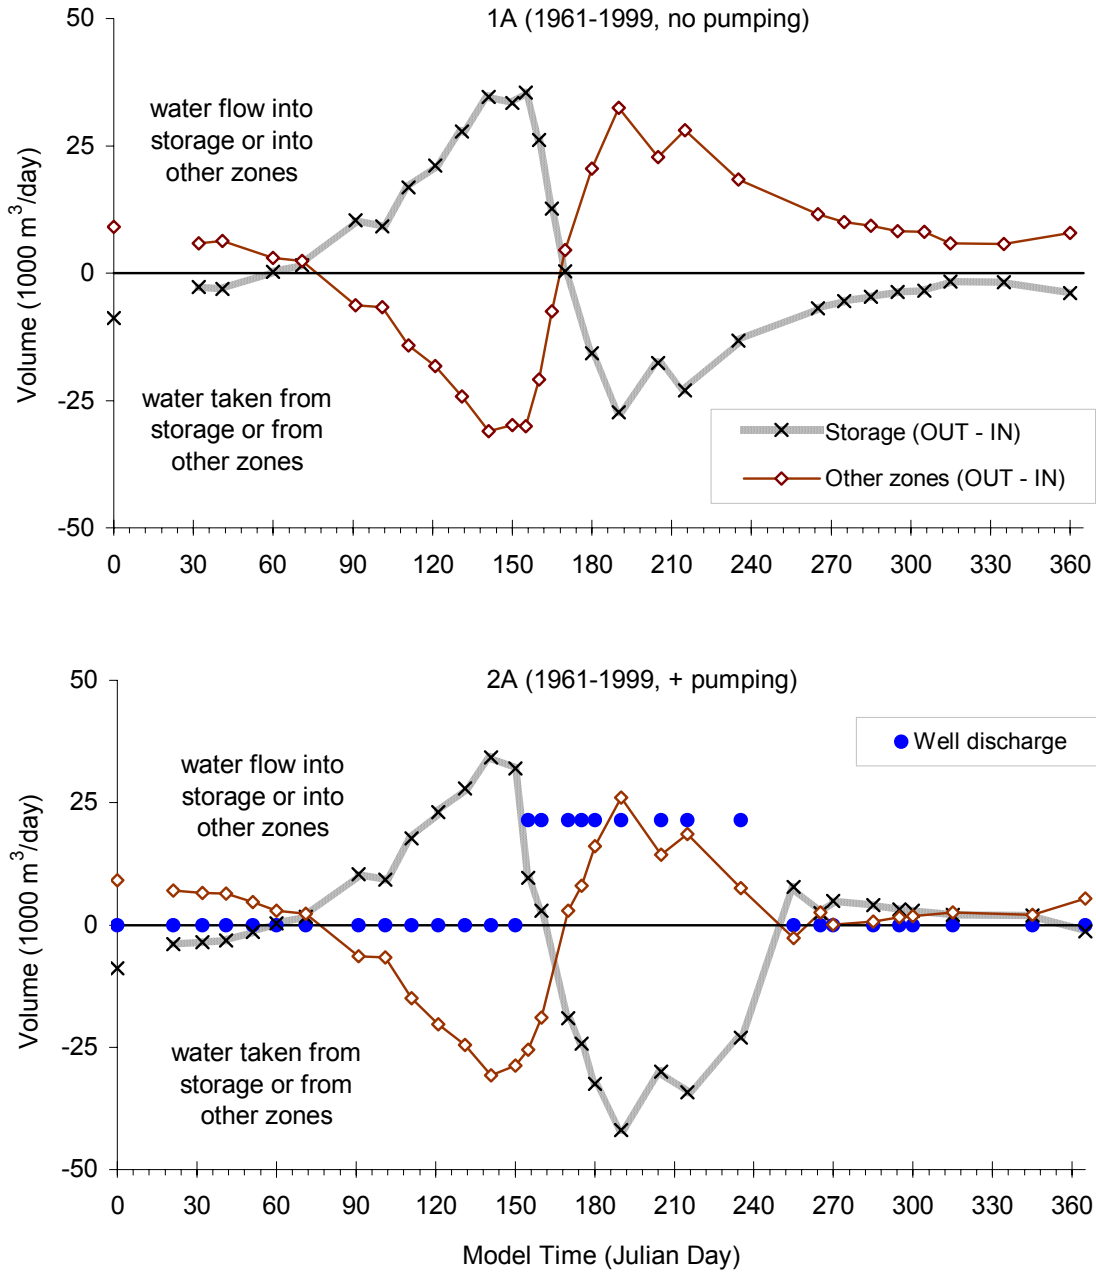 1A (1961-1999, no pumping)
50
25
0
-25
-50
Volume (1000 m³/day)
water flow into
storage or into
other zones
water taken from
storage or from
other zones
Storage (OUT - IN)
Other zones (OUT - IN)
0 30 60 90 120 150 180 210 240 270 300 330 360
2A (1961-1999, + pumping)
50
25
0
-25
-50
Volume (1000 m³/day)
Well discharge
water flow into
storage or into
other zones
water taken from
storage or from
other zones
0 30 60 90 120 150 180 210 240 270 300 330 360
Model Time (Julian Day)